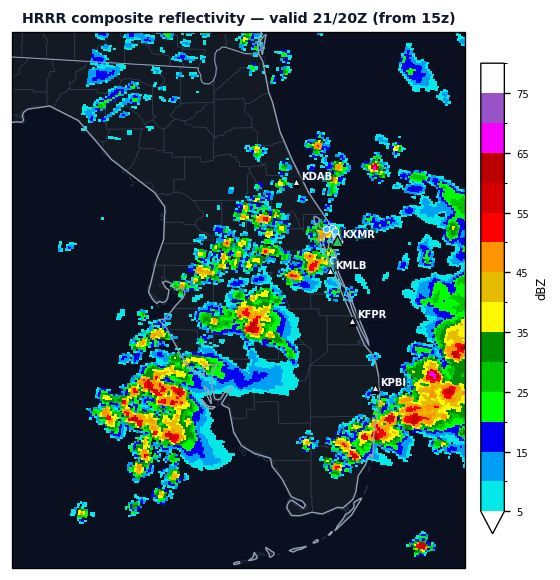 HRRR composite reflectivity — valid 21/20Z (from 15z)
75
65
55
45
35
25
15
5
dBZ
KDAB
KXMR
KMLB
KFPR
KPBI